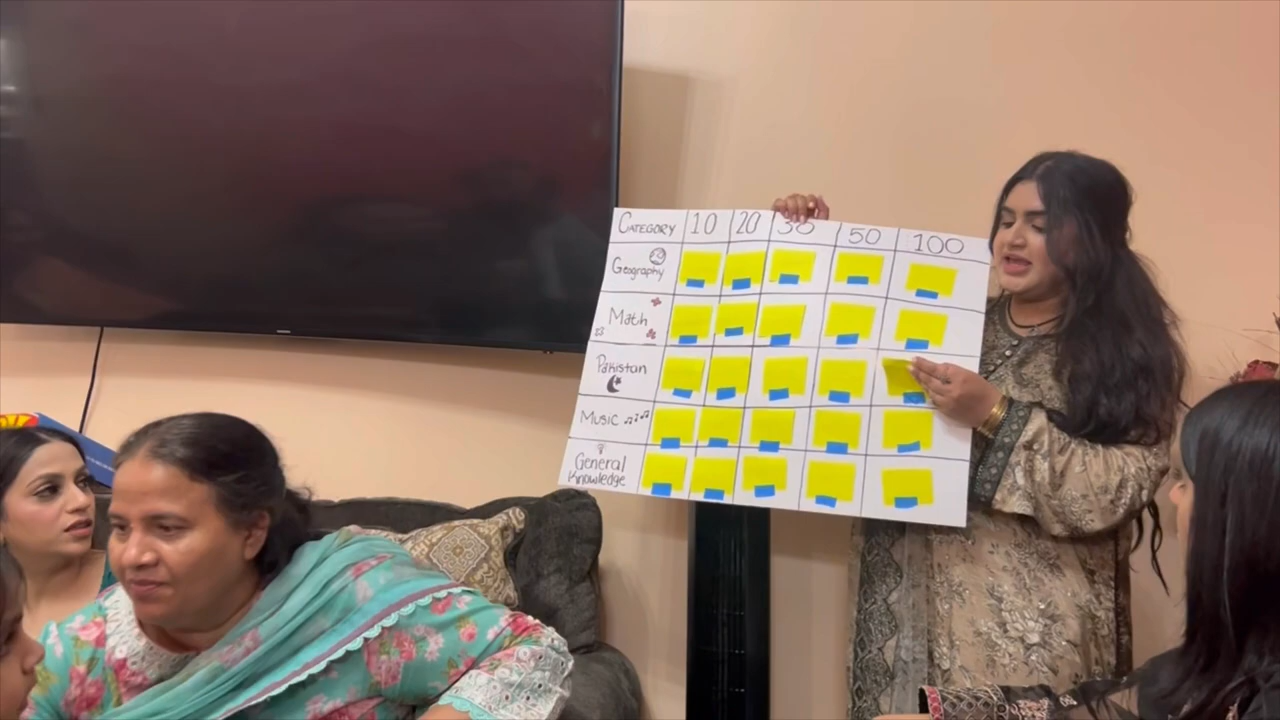 CATEGORY 10 20 30 50 100
Geography
Math
Pakistan
MUSIC
General
Knowledge